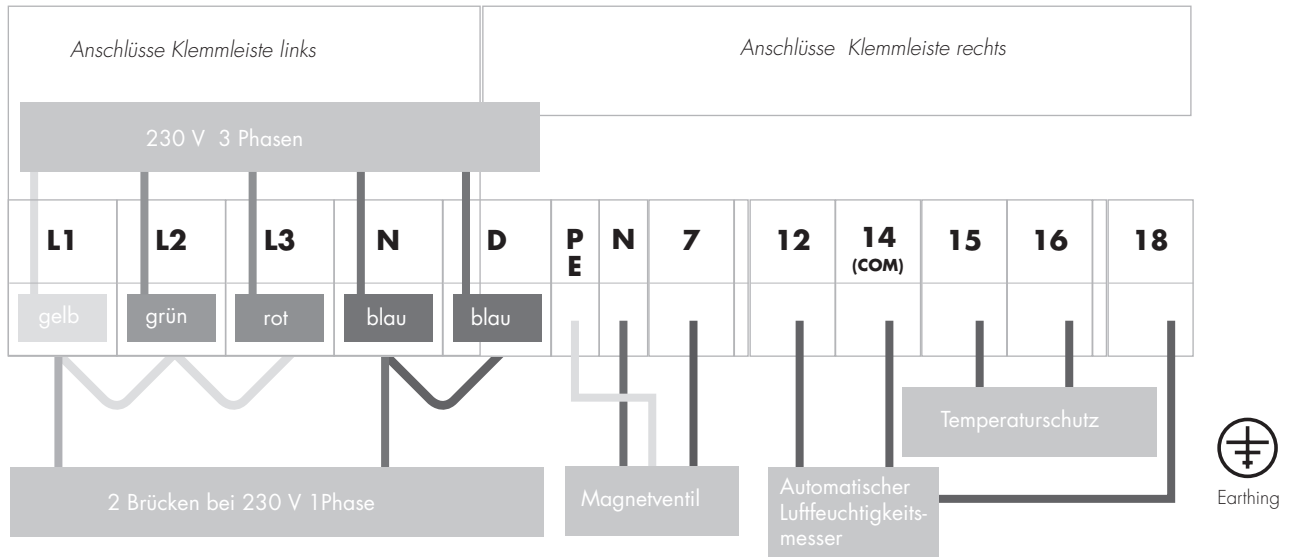 Anschlüsse Klemmleiste links
Anschlüsse Klemmleiste rechts
230 V 3 Phasen
L1 L2 L3 N D P E N 7 12 14 (COM) 15 16 18
gelb grün rot blau blau
Temperaturschutz
2 Brücken bei 230 V 1Phase
Magnetventil
Automatischer
Luftfeuchtigkeits-
messer
Earthing